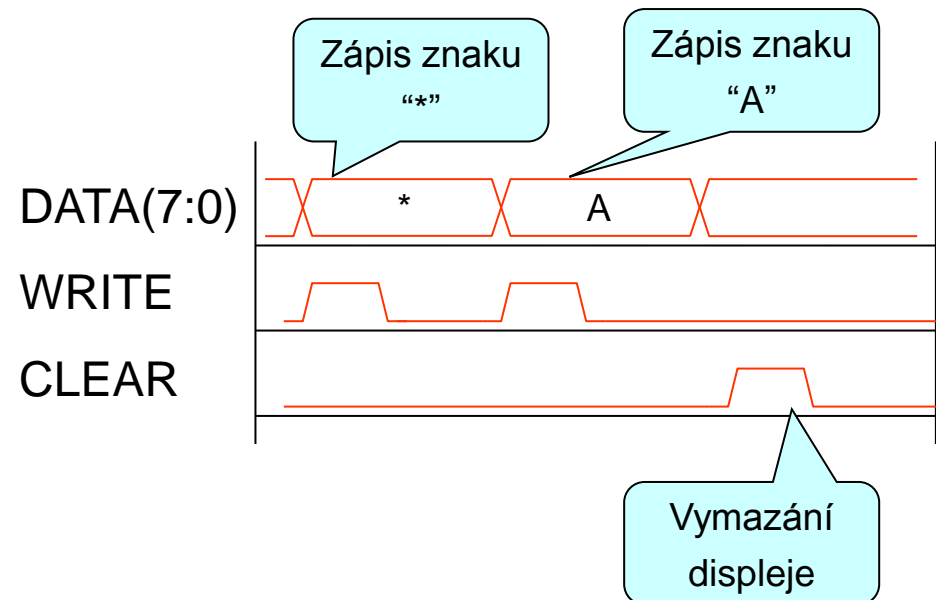 Zápis znaku
“*”
Zápis znaku
“A”
DATA(7:0)
*
A
WRITE
CLEAR
Vymazání
displeje